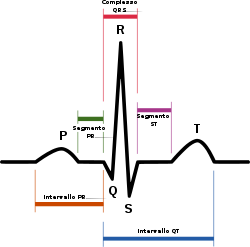 Complesso
QRS
R
P
Segmento
PR
Segmento
ST
T
Q
S
Intervallo PR
Intervallo QT